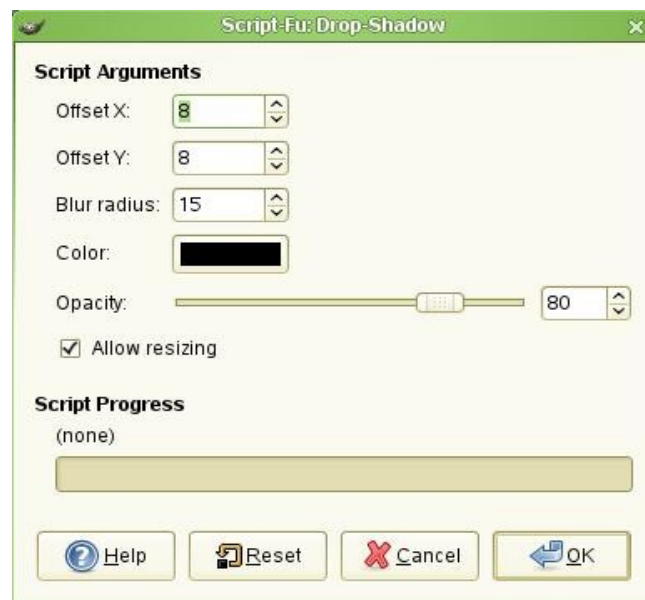 Script-Fu: Drop-Shadow
Script Arguments
Offset X: 8
Offset Y: 8
Blur radius: 15
Color:
Opacity: 80
Allow resizing
Script Progress
(none)
Help Reset Cancel OK